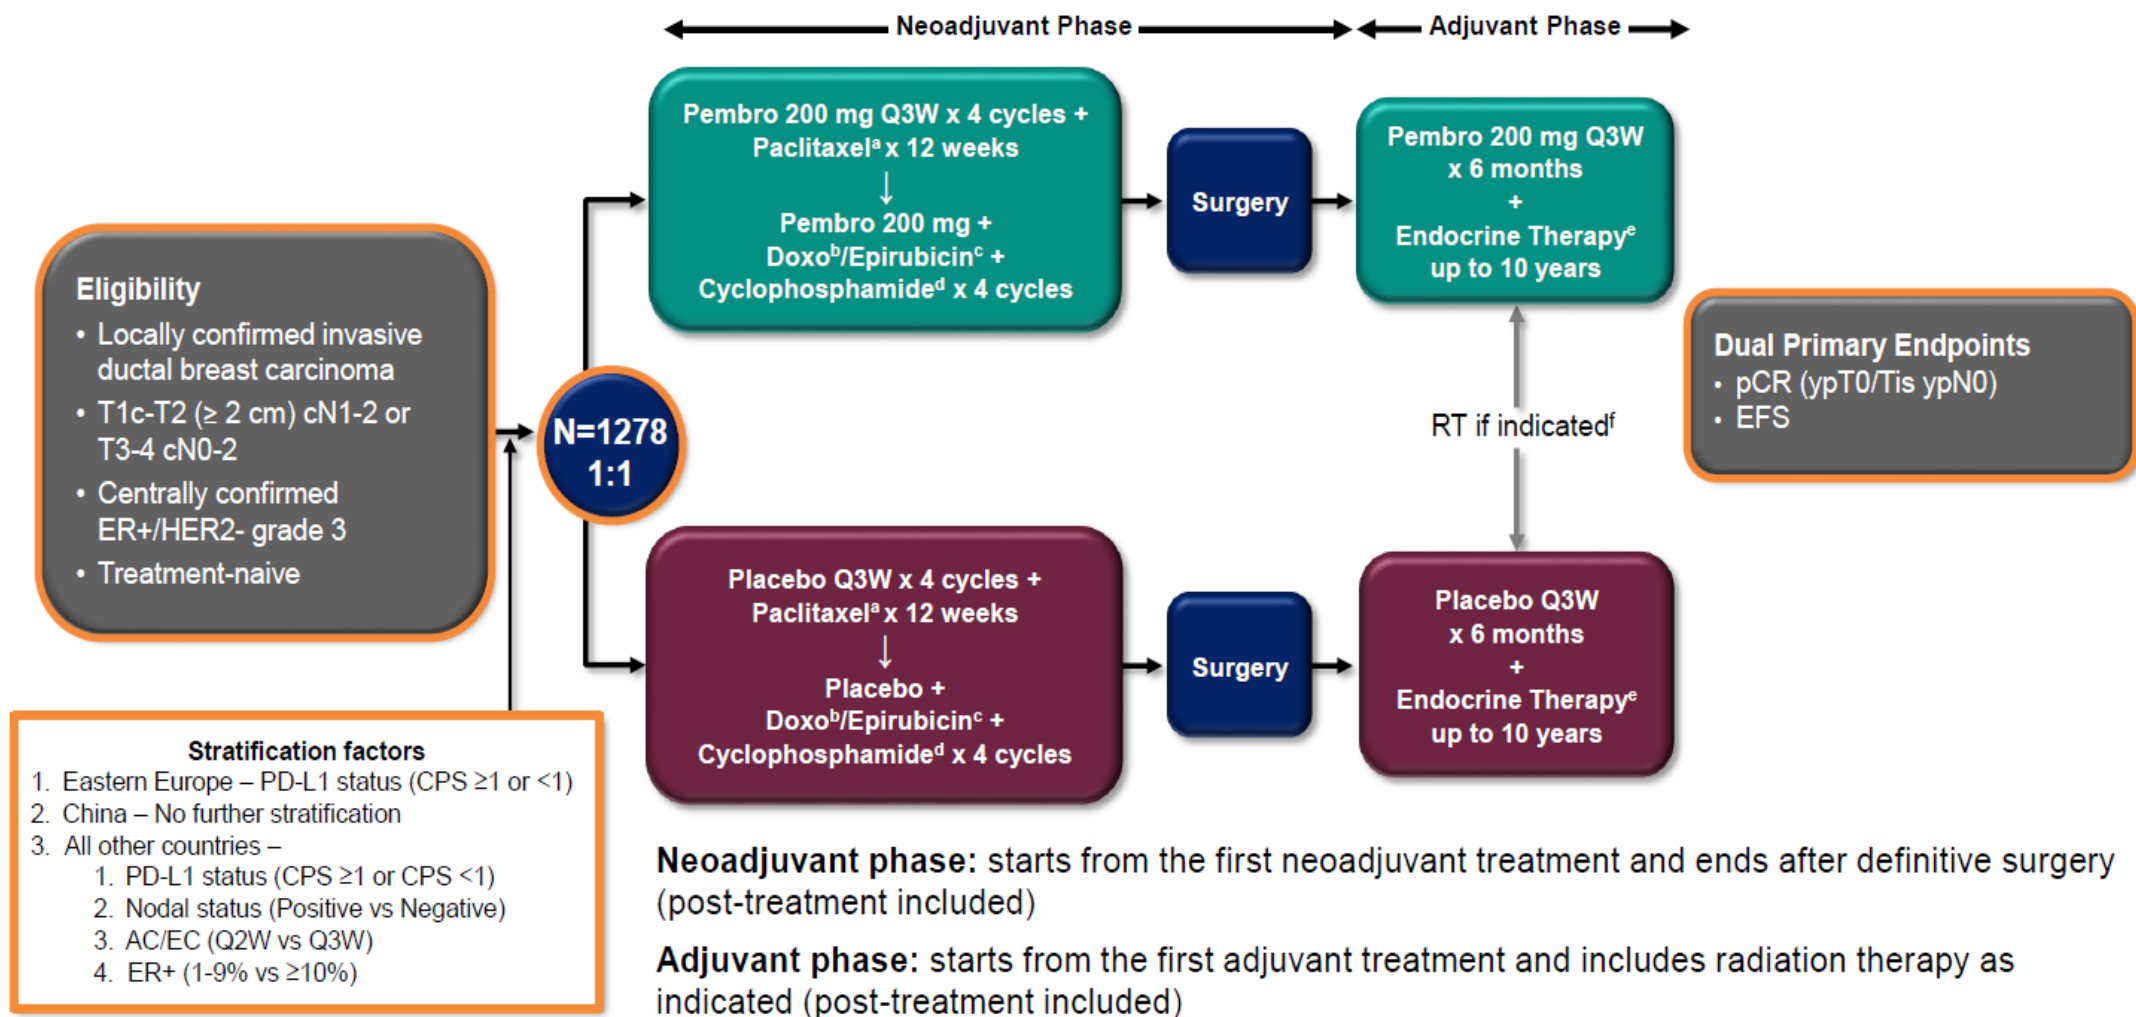 Neoadjuvant Phase
Adjuvant Phase
Eligibility
• Locally confirmed invasive
ductal breast carcinoma
• T1c-T2 (≥ 2 cm) cN1-2 or
T3-4 cN0-2
• Centrally confirmed
ER+/HER2- grade 3
• Treatment-naive
Stratification factors
1. Eastern Europe – PD-L1 status (CPS ≥1 or <1)
2. China – No further stratification
3. All other countries –
1. PD-L1 status (CPS ≥1 or CPS <1)
2. Nodal status (Positive vs Negative)
3. AC/EC (Q2W vs Q3W)
4. ER+ (1-9% vs ≥10%)
N=1278
1:1
Pembro 200 mg Q3W x 4 cycles +
Paclitaxelᵃ x 12 weeks
↓
Pembro 200 mg +
Doxoᵇ/Epirubicinᶜ +
Cyclophosphamideᵈ x 4 cycles
Surgery
Pembro 200 mg Q3W
x 6 months
+
Endocrine Therapyᵉ
up to 10 years
RT if indicatedᶠ
Placebo Q3W x 4 cycles +
Paclitaxelᵃ x 12 weeks
↓
Placebo +
Doxoᵇ/Epirubicinᶜ +
Cyclophosphamideᵈ x 4 cycles
Surgery
Placebo Q3W
x 6 months
+
Endocrine Therapyᵉ
up to 10 years
Dual Primary Endpoints
• pCR (ypT0/Tis ypN0)
• EFS
Neoadjuvant phase: starts from the first neoadjuvant treatment and ends after definitive surgery
(post-treatment included)
Adjuvant phase: starts from the first adjuvant treatment and includes radiation therapy as
indicated (post-treatment included)